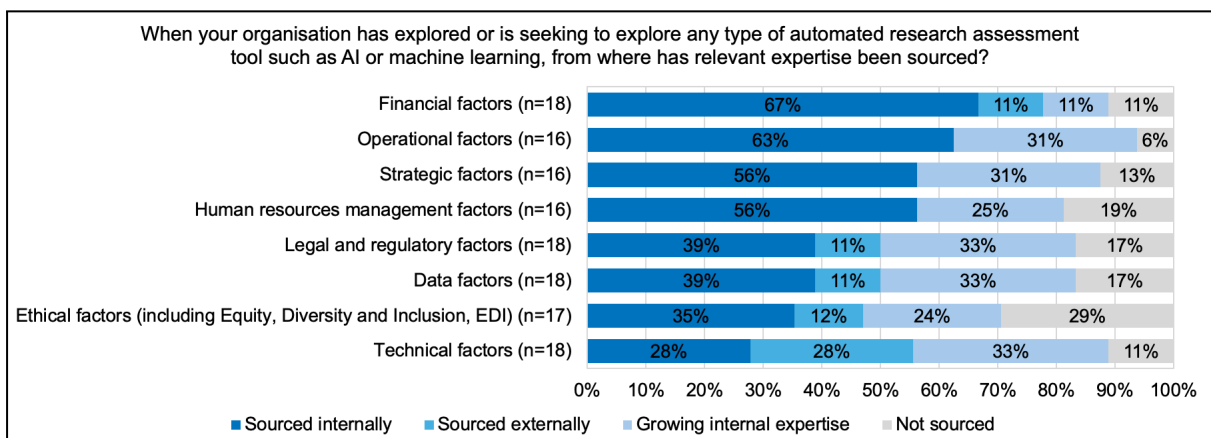 When your organisation has explored or is seeking to explore any type of automated research assessment
tool such as AI or machine learning, from where has relevant expertise been sourced?
Financial factors (n=18) 67% 11% 11% 11%
Operational factors (n=16) 63% 31% 6%
Strategic factors (n=16) 56% 31% 13%
Human resources management factors (n=16) 56% 25% 19%
Legal and regulatory factors (n=18) 39% 11% 33% 17%
Data factors (n=18) 39% 11% 33% 17%
Ethical factors (including Equity, Diversity and Inclusion, EDI) (n=17) 35% 12% 24% 29%
Technical factors (n=18) 28% 28% 33% 11%
0% 10% 20% 30% 40% 50% 60% 70% 80% 90% 100%
Sourced internally Sourced externally Growing internal expertise Not sourced